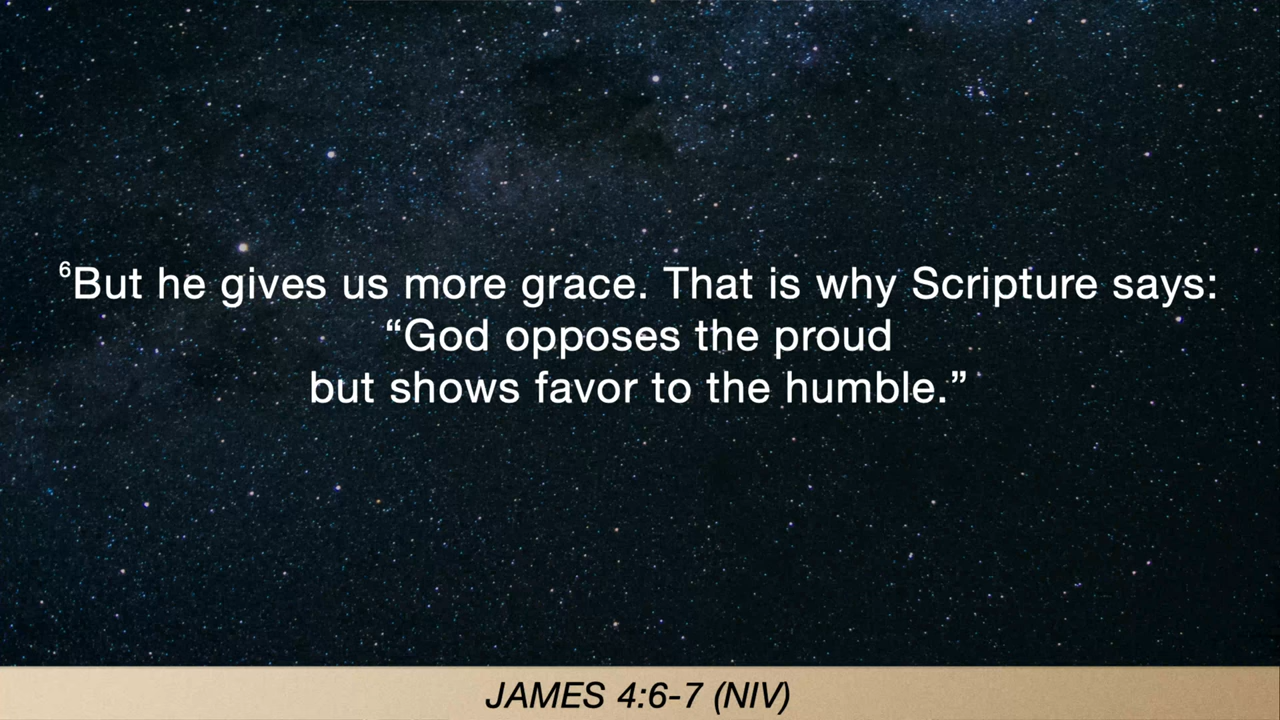 ⁶But he gives us more grace. That is why Scripture says:
“God opposes the proud
but shows favor to the humble.”
JAMES 4:6-7 (NIV)